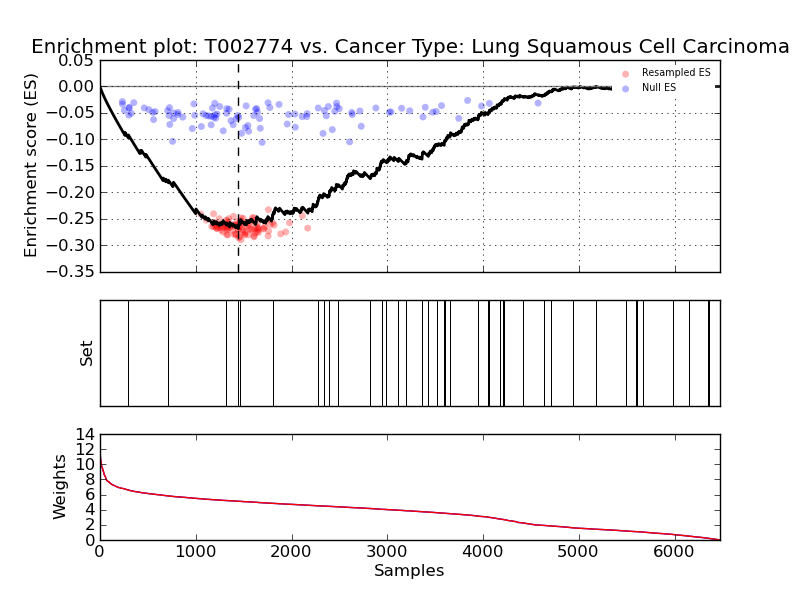 Enrichment plot: T002774 vs. Cancer Type: Lung Squamous Cell Carcinoma
Enrichment score (ES)
0.05
0.00
−0.05
−0.10
−0.15
−0.20
−0.25
−0.30
−0.35
Resampled ES
Null ES
Set
Weights
14
12
10
8
6
4
2
0
0 1000 2000 3000 4000 5000 6000
Samples